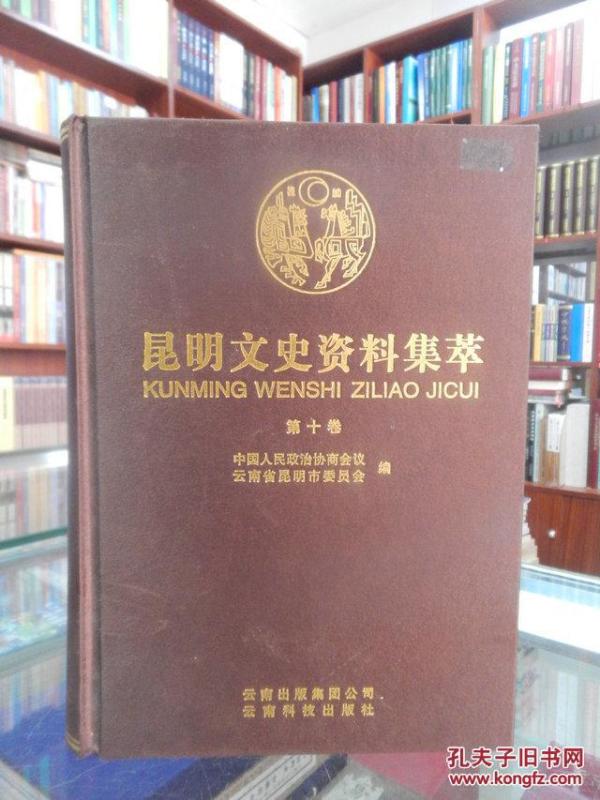 昆明文史资料集萃
KUNMING WENSHI ZILIAO JICUI
第十卷
中国人民政治协商会议
云南省昆明市委员会
编
云南出版集团公司
云南科技出版社
孔夫子旧书网
www.kongfz.com